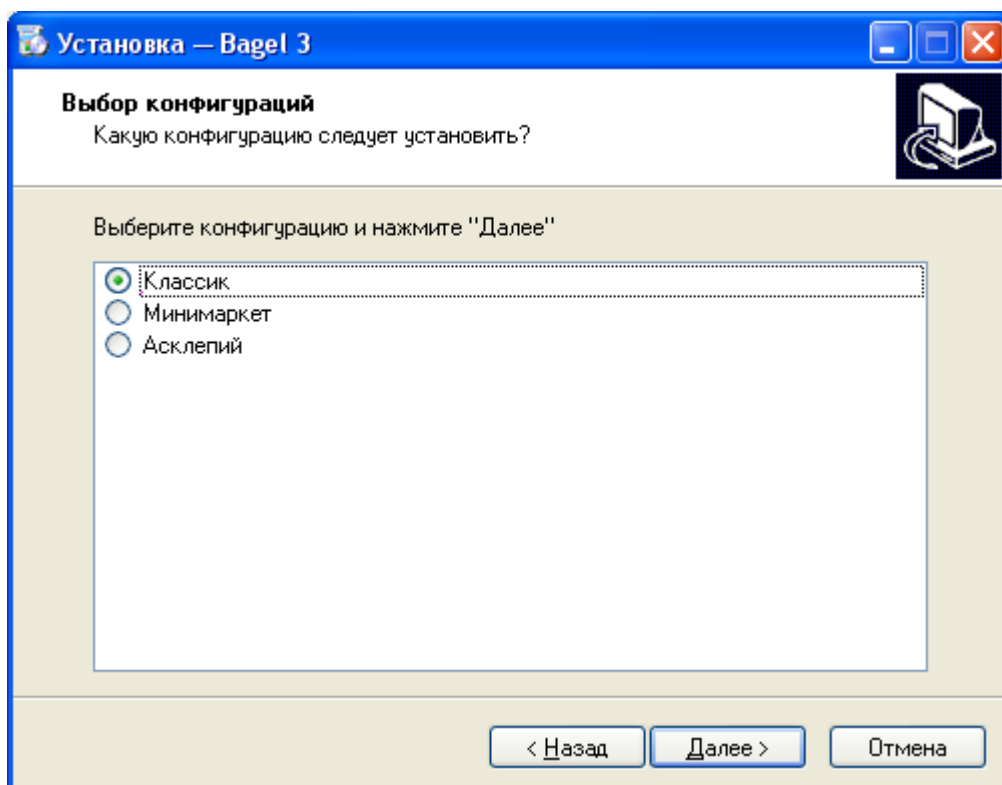 Установка — Bagel 3
Выбор конфигураций
Какую конфигурацию следует установить?
Выберите конфигурацию и нажмите "Далее"
Классик
Минимаркет
Асклепий
< Назад
Далее >
Отмена